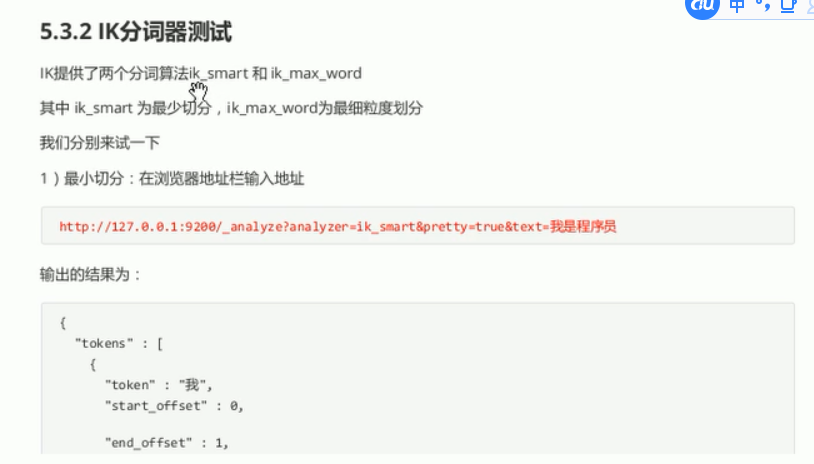 中
5.3.2 IK分词器测试
IK提供了两个分词算法ik_smart 和 ik_max_word
其中 ik_smart 为最少切分，ik_max_word为最细粒度划分
我们分别来试一下
1）最小切分：在浏览器地址栏输入地址
http://127.0.0.1:9200/_analyze?analyzer=ik_smart&pretty=true&text=我是程序员
输出的结果为：
{
"tokens" : [
{
"token" : "我",
"start_offset" : 0,
"end_offset" : 1,